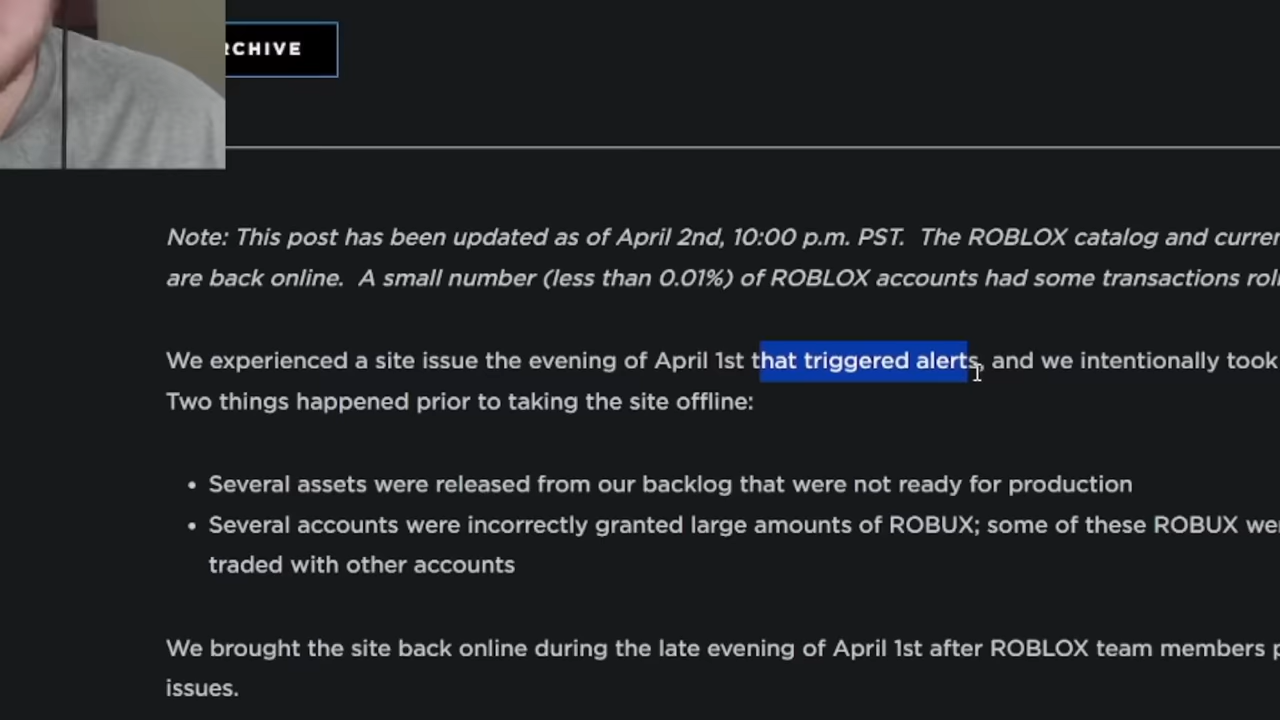 RCHIVE
Note: This post has been updated as of April 2nd, 10:00 p.m. PST. The ROBLOX catalog and curren
are back online. A small number (less than 0.01%) of ROBLOX accounts had some transactions roll
We experienced a site issue the evening of April 1st that triggered alerts, and we intentionally took
Two things happened prior to taking the site offline:
• Several assets were released from our backlog that were not ready for production
• Several accounts were incorrectly granted large amounts of ROBUX; some of these ROBUX wer
traded with other accounts
We brought the site back online during the late evening of April 1st after ROBLOX team members p
issues.